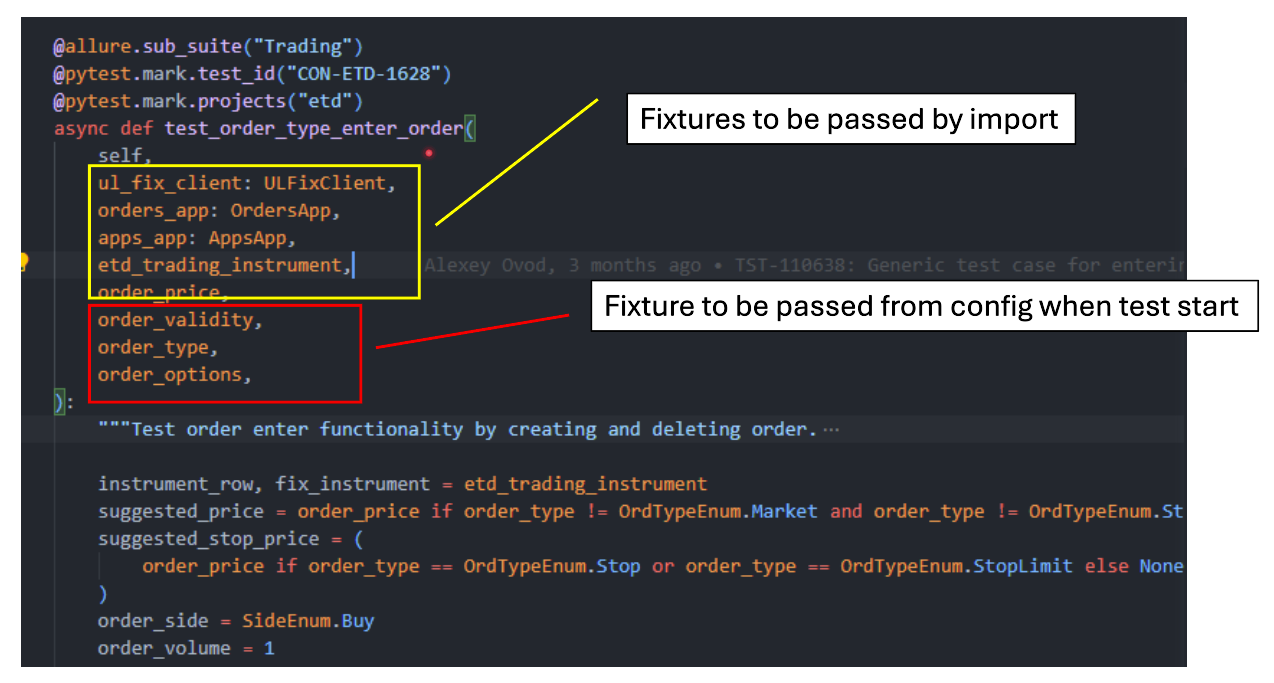 @allure.sub_suite("Trading")
@pytest.mark.test_id("CON-ETD-1628")
@pytest.mark.projects("etd")
async def test_order_type_enter_order(
self,
ul_fix_client: ULFixClient,
orders_app: OrdersApp,
apps_app: AppsApp,
etd_trading_instrument, Alexey Ovod, 3 months ago • TST-110638: Generic test case for enterin
order_price,
order_validity,
order_type,
order_options,
):
Fixtures to be passed by import
Fixture to be passed from config when test start
"""Test order enter functionality by creating and deleting order. ⋯
instrument_row, fix_instrument = etd_trading_instrument
suggested_price = order_price if order_type != OrdTypeEnum.Market and order_type != OrdTypeEnum.St
suggested_stop_price = (
order_price if order_type == OrdTypeEnum.Stop or order_type == OrdTypeEnum.StopLimit else None
)
order_side = SideEnum.Buy
order_volume = 1